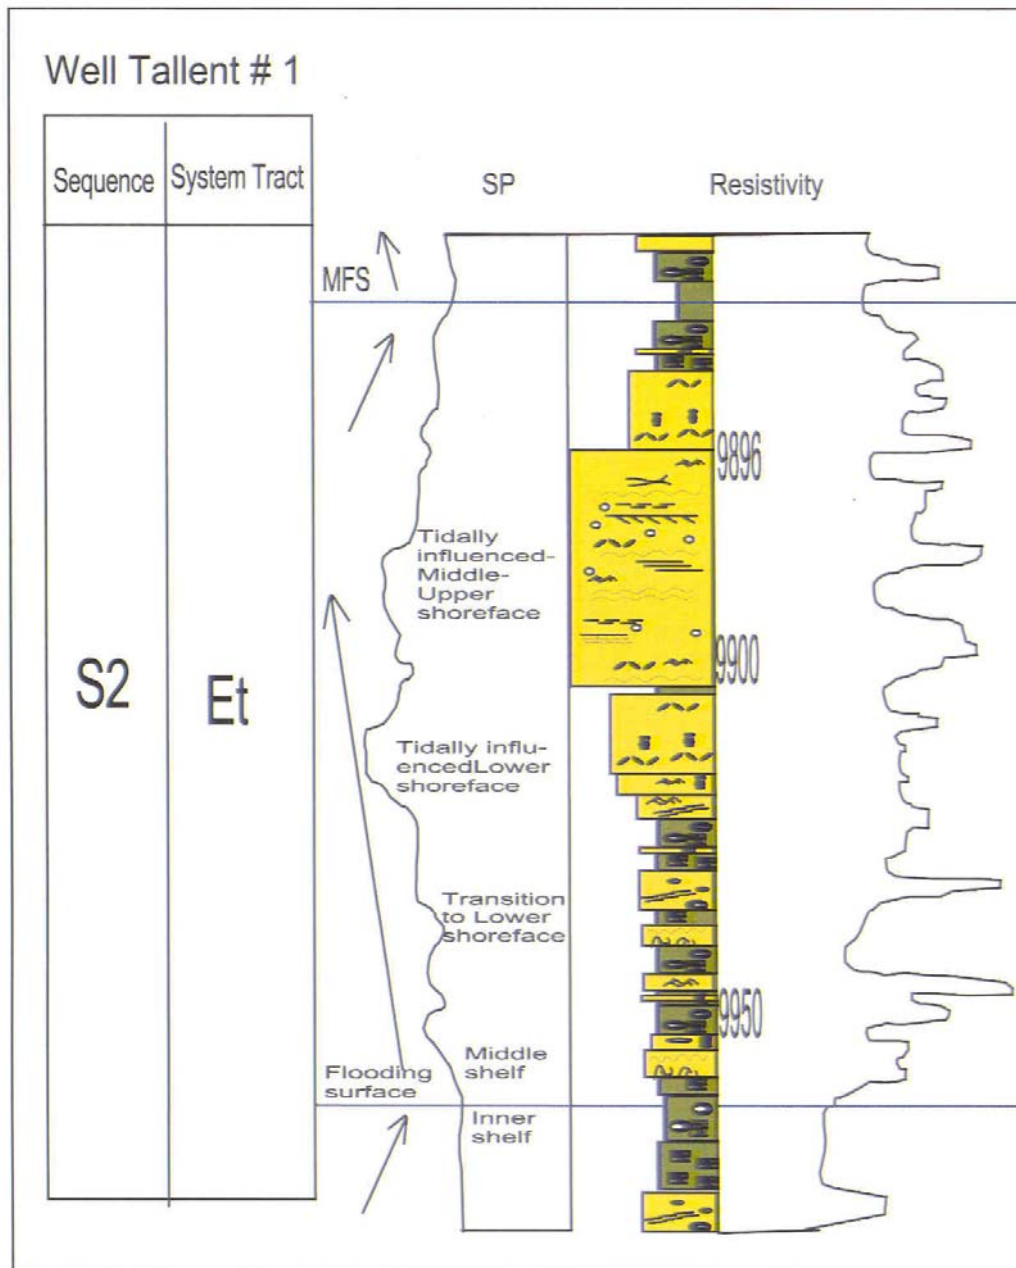 Well Tallent # 1
Sequence
System Tract
SP
Resistivity
MFS
9896
Tidally
influenced-
Middle-
Upper
shoreface
9900
S2
Et
Tidally influ-
encedLower
shoreface
Transition
to Lower
shoreface
9950
Middle
shelf
Flooding
surface
Inner
shelf